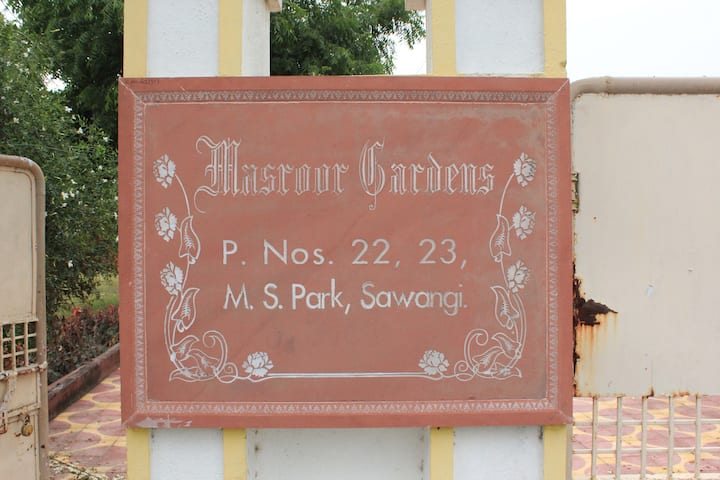 Masroor Gardens
P. Nos. 22, 23,
M. S. Park, Sawangi.